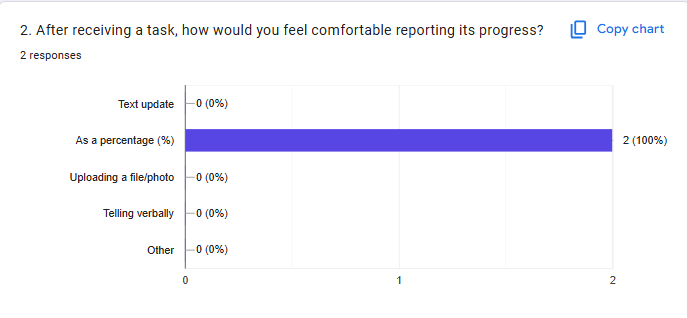 2. After receiving a task, how would you feel comfortable reporting its progress?
Copy chart
2 responses
Text update 0 (0%)
As a percentage (%) 2 (100%)
Uploading a file/photo 0 (0%)
Telling verbally 0 (0%)
Other 0 (0%)
0 1 2